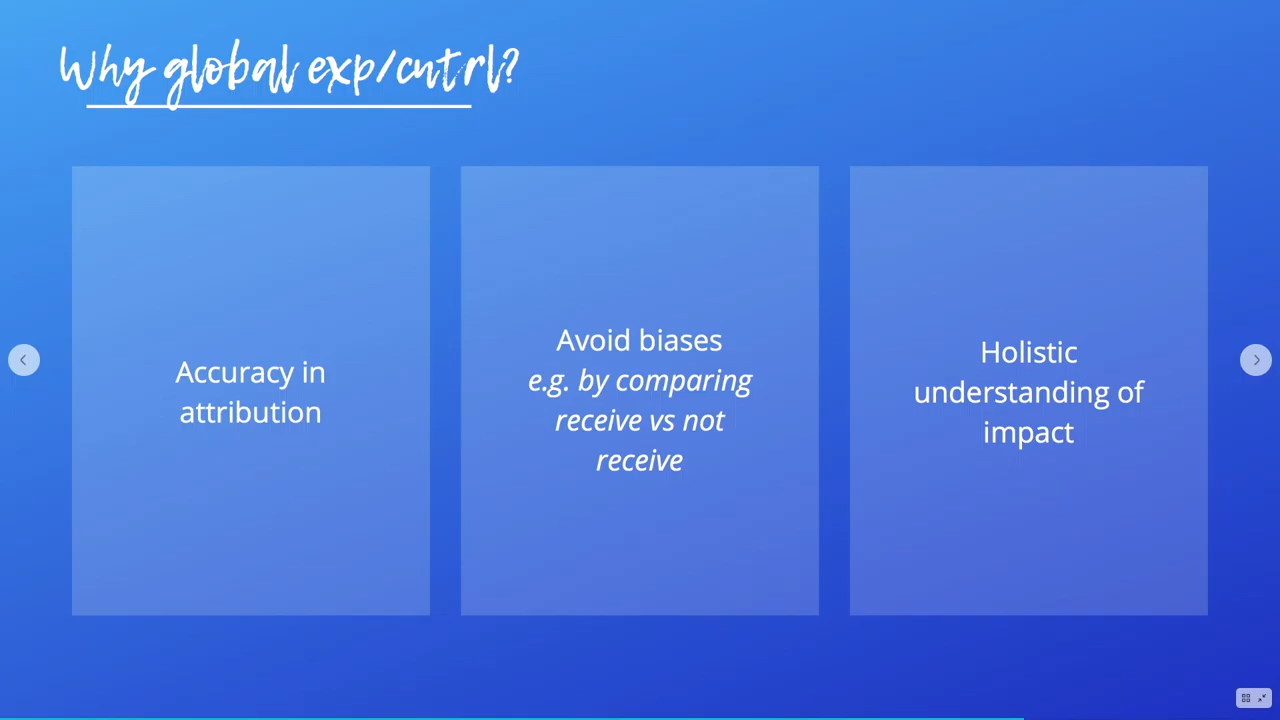 Why global exp/cntrl?
Accuracy in
attribution
Avoid biases
e.g. by comparing
receive vs not
receive
Holistic
understanding of
impact